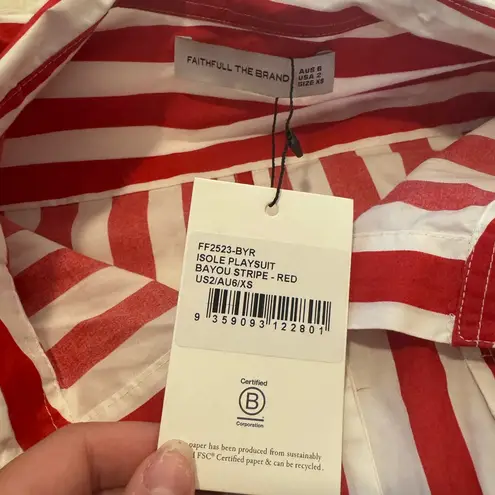 FAITHFULL THE BRAND
AUS 6
USA 2
SIZE XS
FF2523-BYR
ISOLE PLAYSUIT
BAYOU STRIPE - RED
US2/AU6/XS
9 359093 122801
Certified
B
Corporation
paper has been produced from sustainably
FSC® Certified paper & can be recycled.